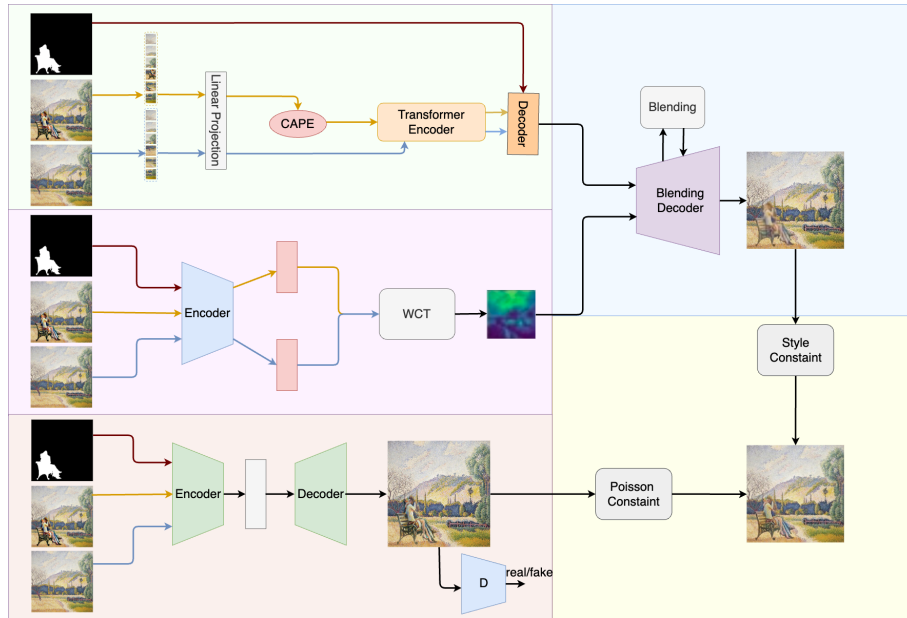 Linear Projection
CAPE
Transformer
Encoder
Decoder
Blending
Blending
Decoder
Encoder
WCT
Style
Constaint
Encoder
Decoder
Poisson
Constaint
D
real/fake